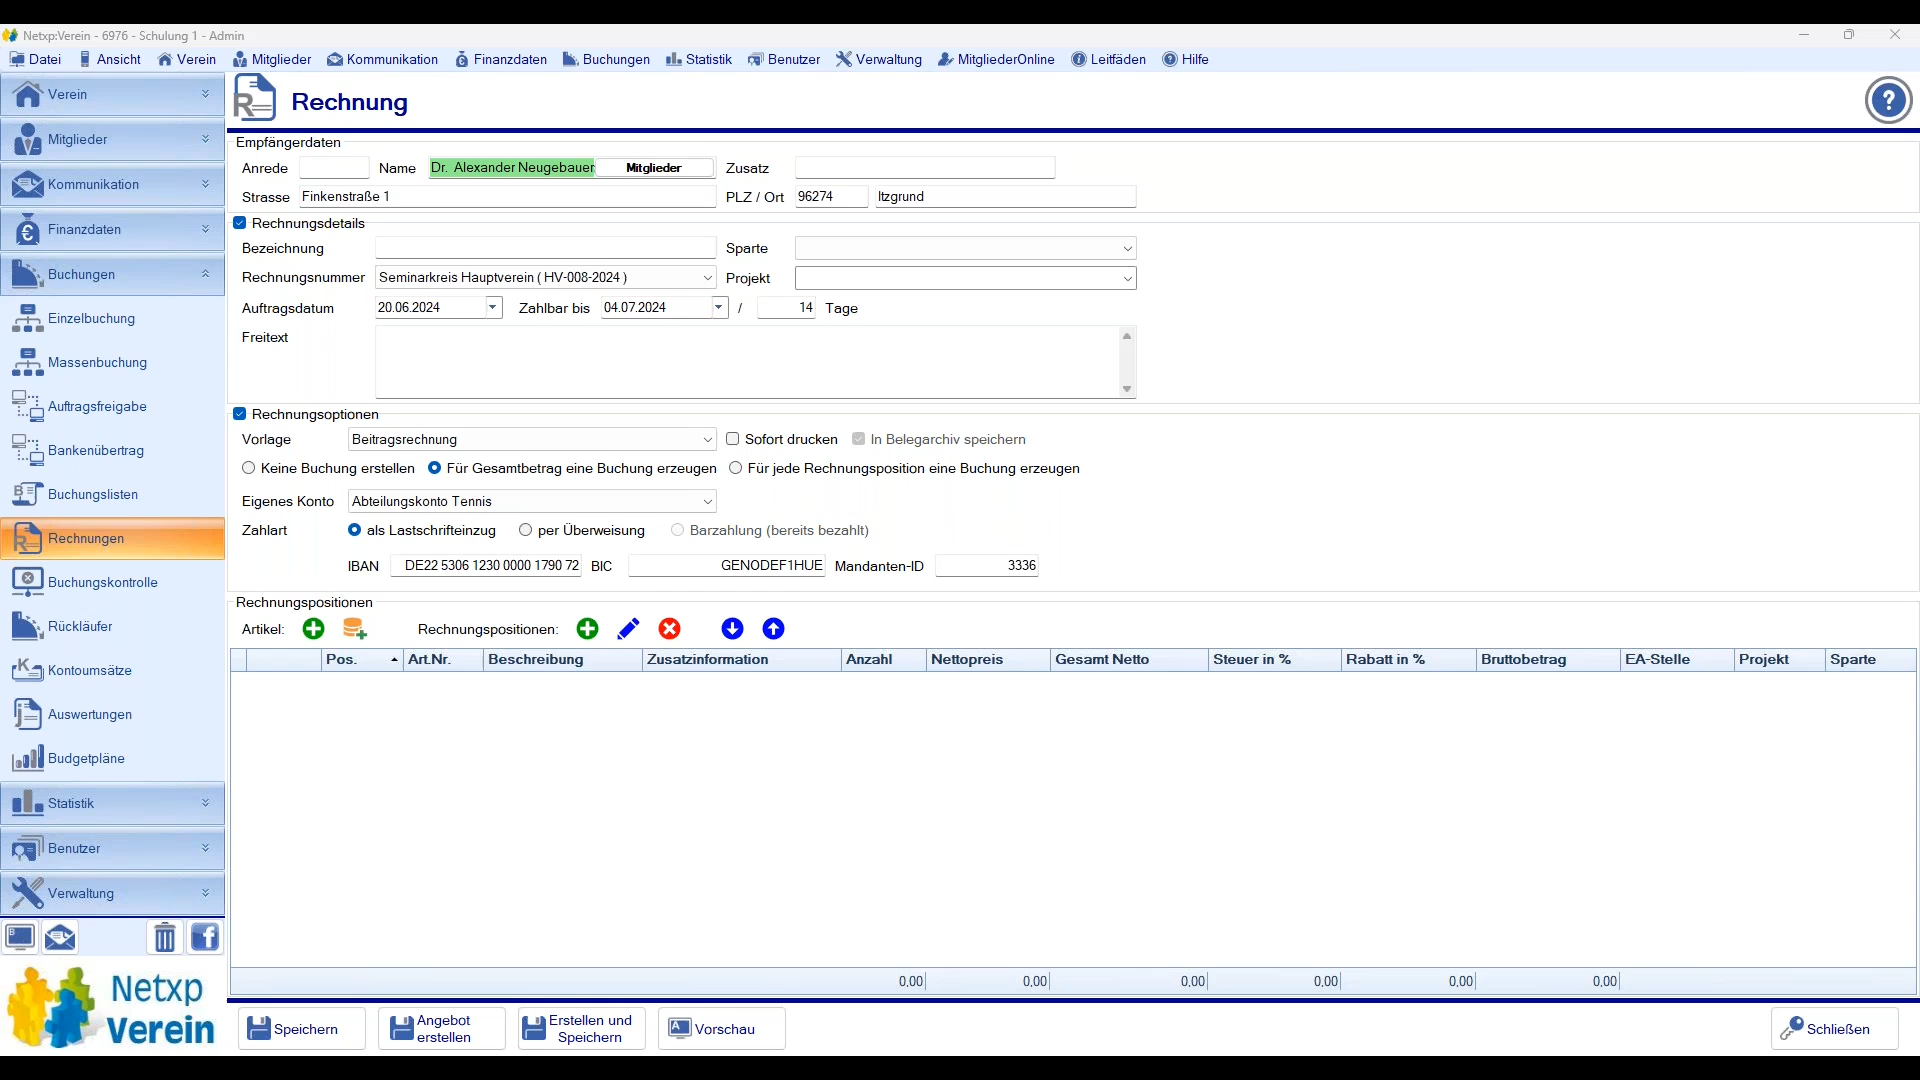 Netxp:Verein - 6976 - Schulung 1 - Admin
Datei Ansicht Verein Mitglieder Kommunikation Finanzdaten Buchungen Statistik Benutzer Verwaltung MitgliederOnline Leitfäden Hilfe
Verein
Mitglieder
Kommunikation
Finanzdaten
Buchungen
Einzelbuchung
Massenbuchung
Auftragsfreigabe
Bankenübertrag
Buchungslisten
Rechnungen
Buchungskontrolle
Rückläufer
Kontoumsätze
Auswertungen
Budgetpläne
Statistik
Benutzer
Verwaltung
Netxp
Verein
Rechnung
Empfängerdaten
Anrede Name Dr. Alexander Neugebauer Mitglieder Zusatz
Strasse Finkenstraße 1 PLZ / Ort 96274 Itzgrund
Rechnungsdetails
Bezeichnung Sparte
Rechnungsnummer Seminarkreis Hauptverein ( HV-008-2024 ) Projekt
Auftragsdatum 20.06.2024 Zahlbar bis 04.07.2024 / 14 Tage
Freitext
Rechnungsoptionen
Vorlage Beitragsrechnung Sofort drucken In Belegarchiv speichern
Keine Buchung erstellen Für Gesamtbetrag eine Buchung erzeugen Für jede Rechnungsposition eine Buchung erzeugen
Eigenes Konto Abteilungskonto Tennis
Zahlart als Lastschrifteinzug per Überweisung Barzahlung (bereits bezahlt)
IBAN DE22 5306 1230 0000 1790 72 BIC GENODEF1HUE Mandanten-ID 3336
Rechnungspositionen
Artikel: Rechnungspositionen:
Pos. Art.Nr. Beschreibung Zusatzinformation Anzahl Nettopreis Gesamt Netto Steuer in % Rabatt in % Bruttobetrag EA-Stelle Projekt Sparte
0,00 0,00 0,00 0,00 0,00 0,00
Speichern
Angebot
erstellen
Erstellen und
Speichern
Vorschau
Schließen